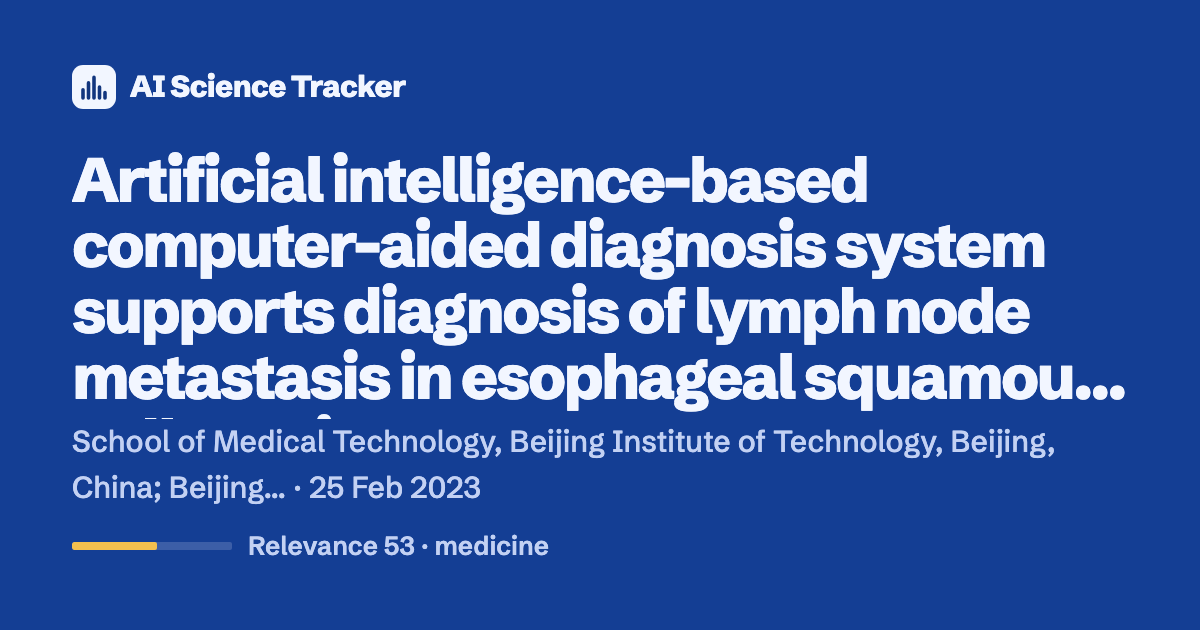 AI Science Tracker
Artificial intelligence-based
computer-aided diagnosis system
supports diagnosis of lymph node
metastasis in esophageal squamou...
School of Medical Technology, Beijing Institute of Technology, Beijing,
China; Beijing... · 25 Feb 2023
Relevance 53 · medicine